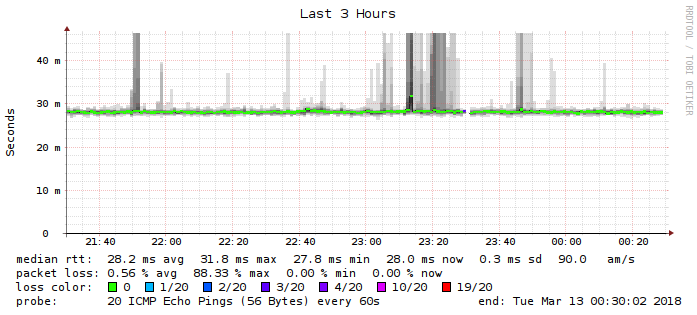 Last 3 Hours
RRDTOOL / TOBI OETIKER
Seconds
40 m
30 m
20 m
10 m
0
21:40 22:00 22:20 22:40 23:00 23:20 23:40 00:00 00:20
median rtt: 28.2 ms avg 31.8 ms max 27.8 ms min 28.0 ms now 0.3 ms sd 90.0 am/s
packet loss: 0.56 % avg 88.33 % max 0.00 % min 0.00 % now
loss color: 0 1/20 2/20 3/20 4/20 10/20 19/20
probe: 20 ICMP Echo Pings (56 Bytes) every 60s end: Tue Mar 13 00:30:02 2018